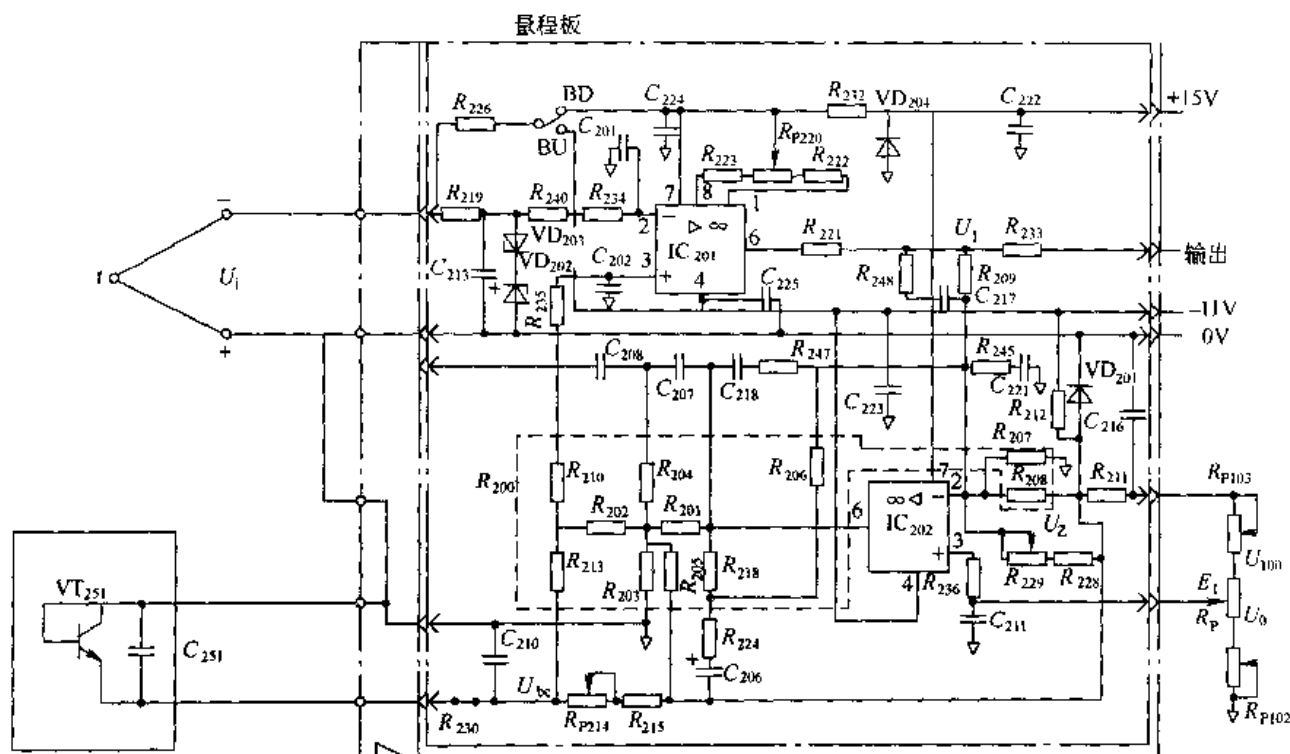 量程板
R226
BD
BU
C201
C224
R232
VD204
C222
+15V
RP220
R223
R222
R219
R240
R234
7
8
1
2
−
▷ ∞
IC201
6
3
+
4
R221
U1
R233
输出
−
t
Ui
+
C213
+
VD203
VD202
C202
R235
C225
R248
R209
C217
−11V
0V
C208
C207
C218
R247
R245
C221
VD201
C223
R212
C216
R200
R210
R204
R206
R207
R208
R211
RP103
R202
R201
6
∞ ◁
IC202
7
2
−
3
+
4
UZ
U100
R213
R203
R205
R218
R236
R229
R228
Ef
RP
U0
VT251
C251
C210
R224
+
C206
C211
Ube
R230
RP214
R215
RP102